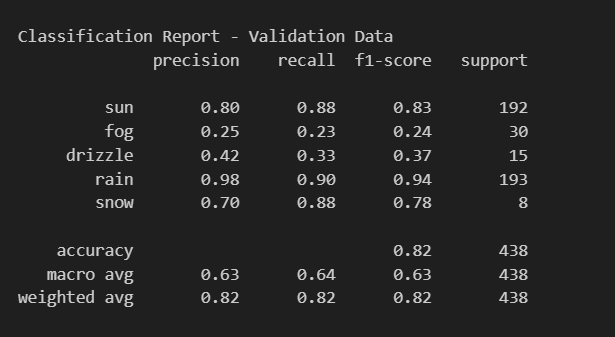 Classification Report - Validation Data
precision recall f1-score support
sun 0.80 0.88 0.83 192
fog 0.25 0.23 0.24 30
drizzle 0.42 0.33 0.37 15
rain 0.98 0.90 0.94 193
snow 0.70 0.88 0.78 8
accuracy 0.82 438
macro avg 0.63 0.64 0.63 438
weighted avg 0.82 0.82 0.82 438